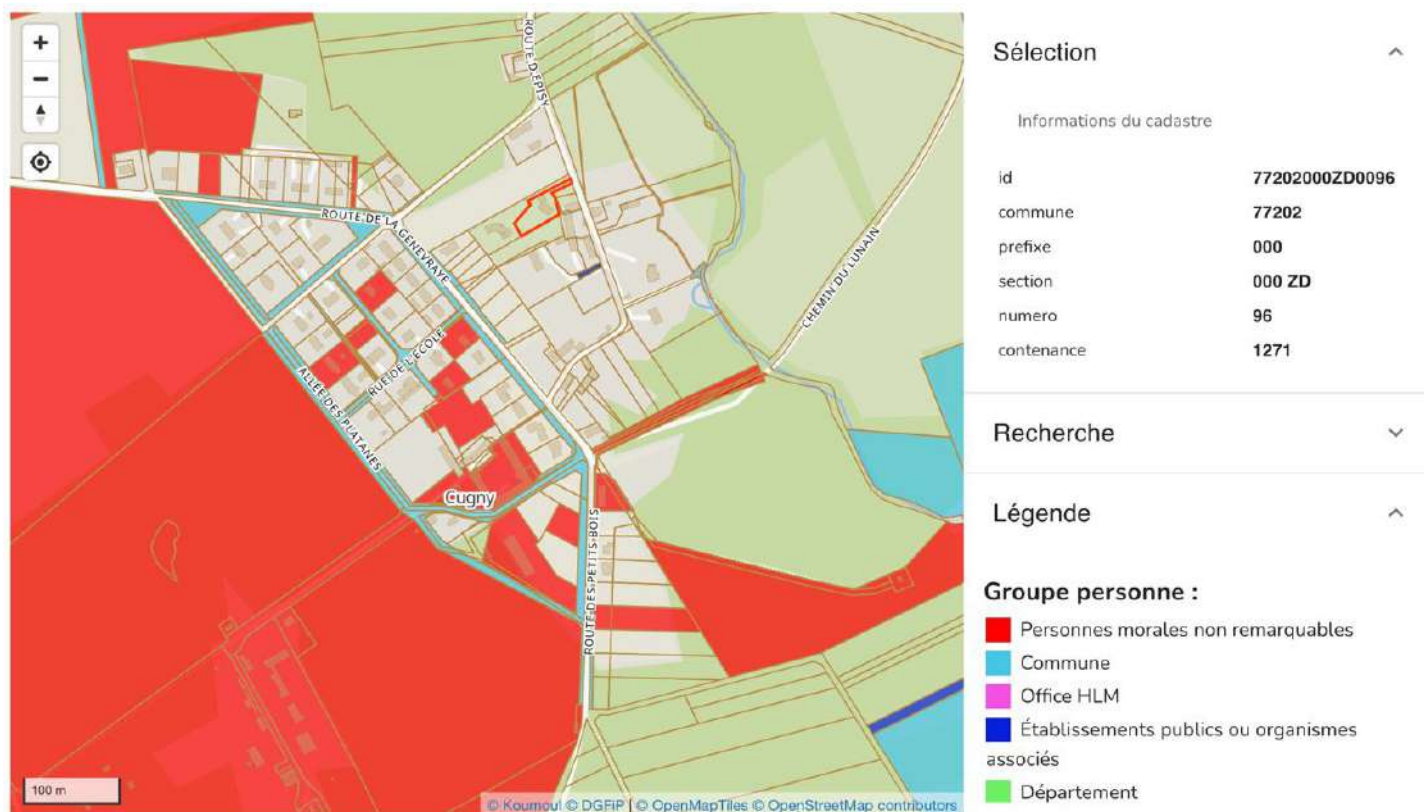 ROUTE D'ÉPISY
ROUTE DE LA GENEVRAYE
CHEMIN DU LUNAIN
RUE DE L'ÉCOLE
ALLÉE DES PLATANES
Cugny
ROUTE DES PETITS BOIS
100 m
© Koumoul © DGFiP | © OpenMapTiles © OpenStreetMap contributors
Sélection
Informations du cadastre
id 77202000ZD0096
commune 77202
prefixe 000
section 000 ZD
numero 96
contenance 1271
Recherche
Légende
Groupe personne :
Personnes morales non remarquables
Commune
Office HLM
Établissements publics ou organismes
associés
Département